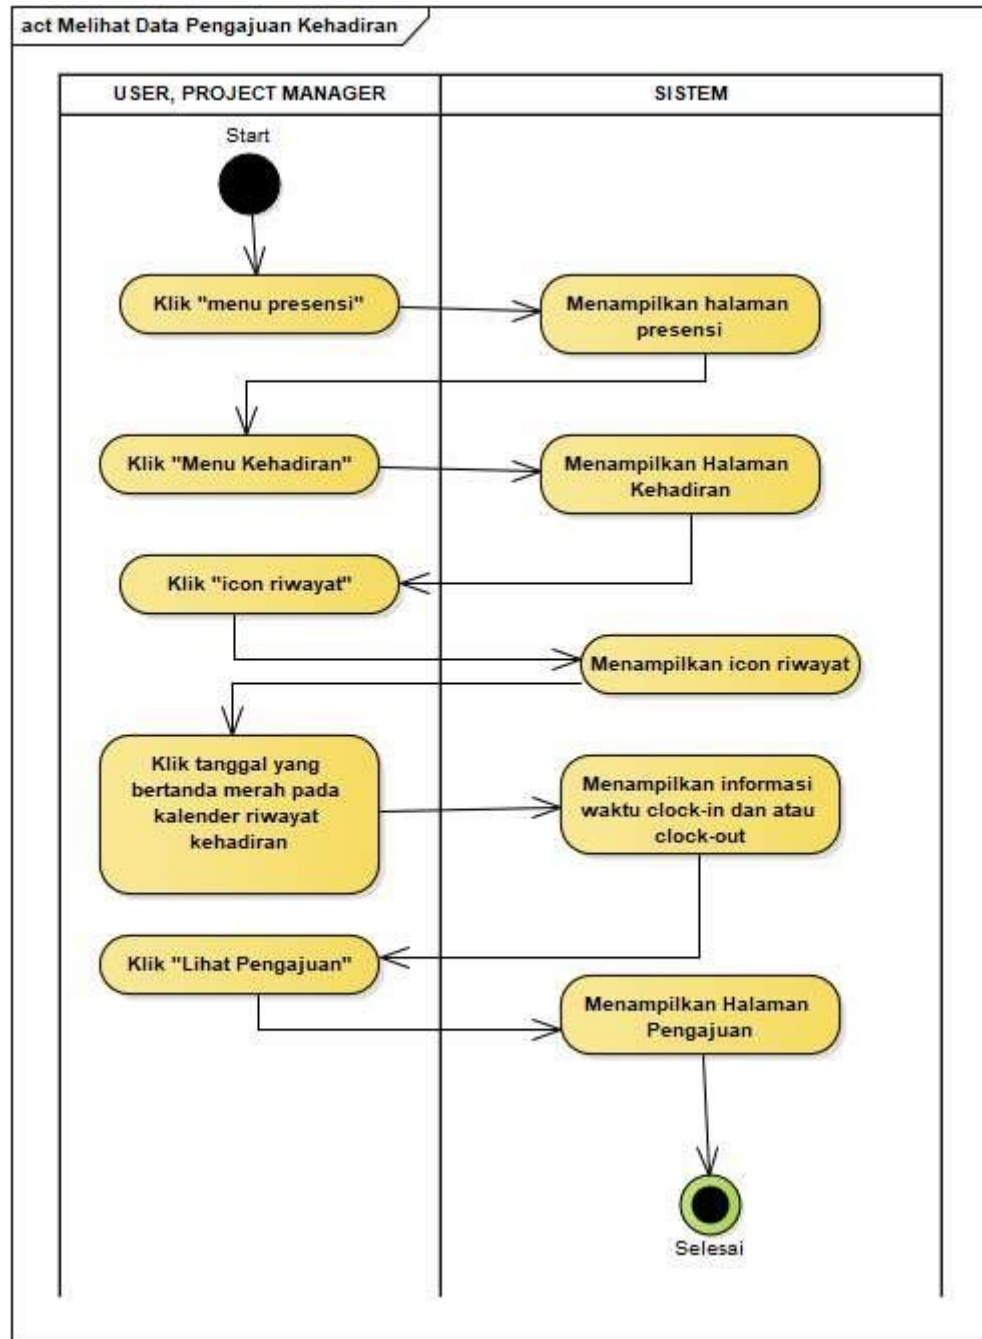 act Melihat Data Pengajuan Kehadiran
USER, PROJECT MANAGER
SISTEM
Start
Klik "menu presensi"
Menampilkan halaman
presensi
Klik "Menu Kehadiran"
Menampilkan Halaman
Kehadiran
Klik "icon riwayat"
Menampilkan icon riwayat
Klik tanggal yang
bertanda merah pada
kalender riwayat
kehadiran
Menampilkan informasi
waktu clock-in dan atau
clock-out
Klik "Lihat Pengajuan"
Menampilkan Halaman
Pengajuan
Selesai